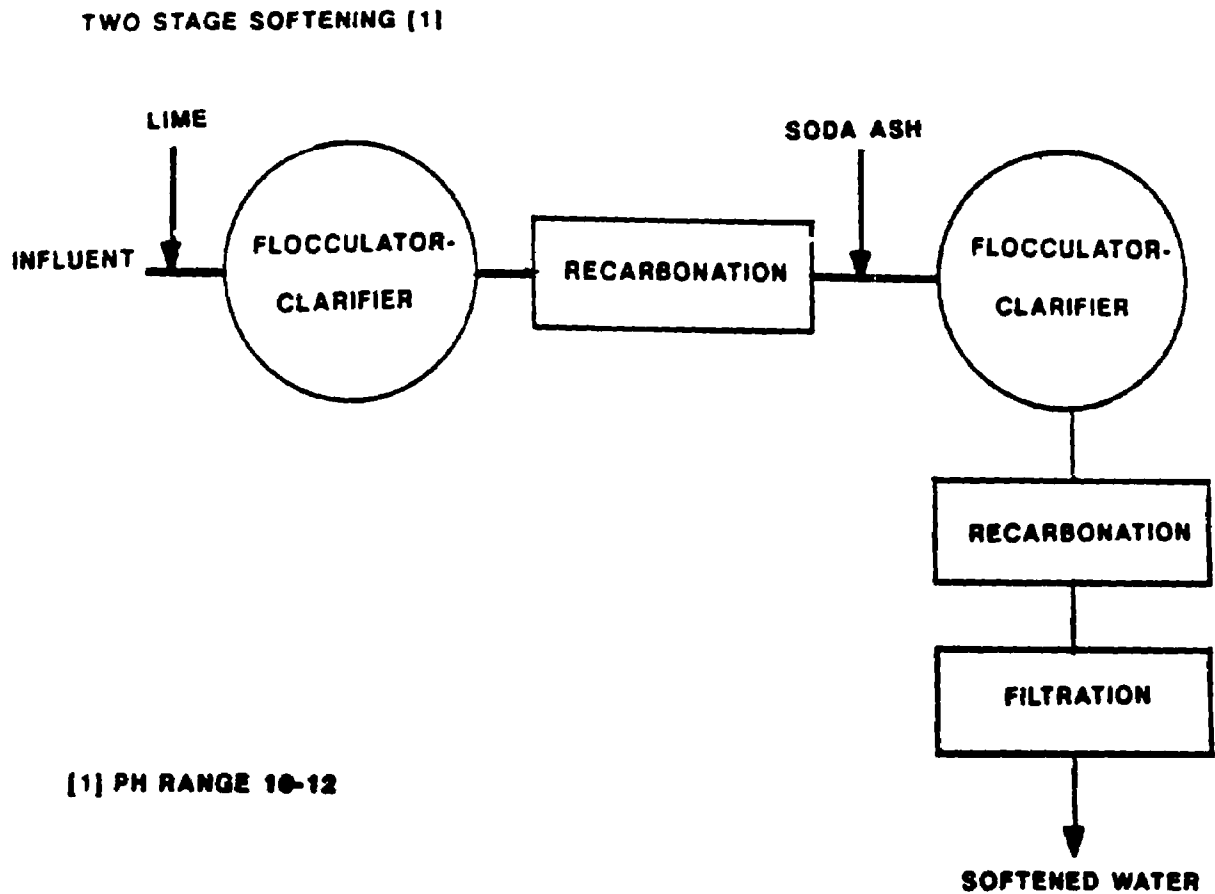 TWO STAGE SOFTENING [1]
LIME
SODA ASH
INFLUENT
FLOCCULATOR-
CLARIFIER
RECARBONATION
FLOCCULATOR-
CLARIFIER
RECARBONATION
FILTRATION
[1] PH RANGE 10-12
SOFTENED WATER